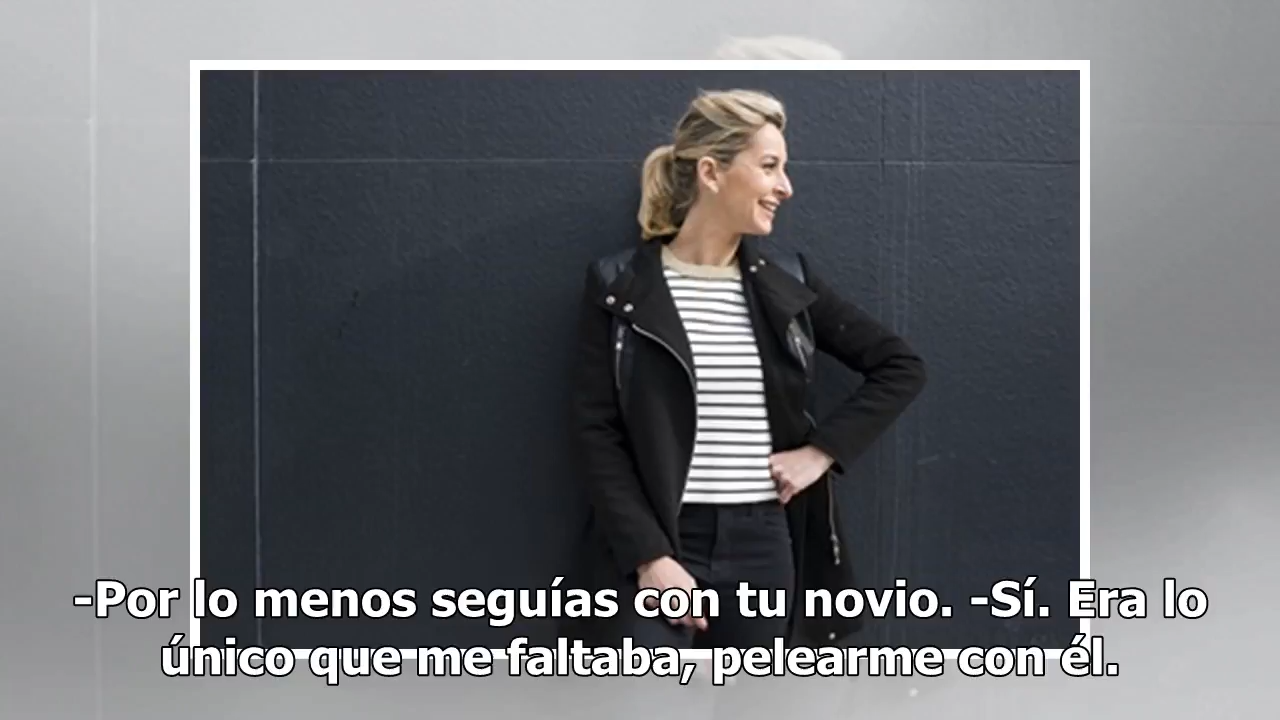 -Por lo menos seguías con tu novio. -Sí. Era lo
único que me faltaba, pelearme con él.